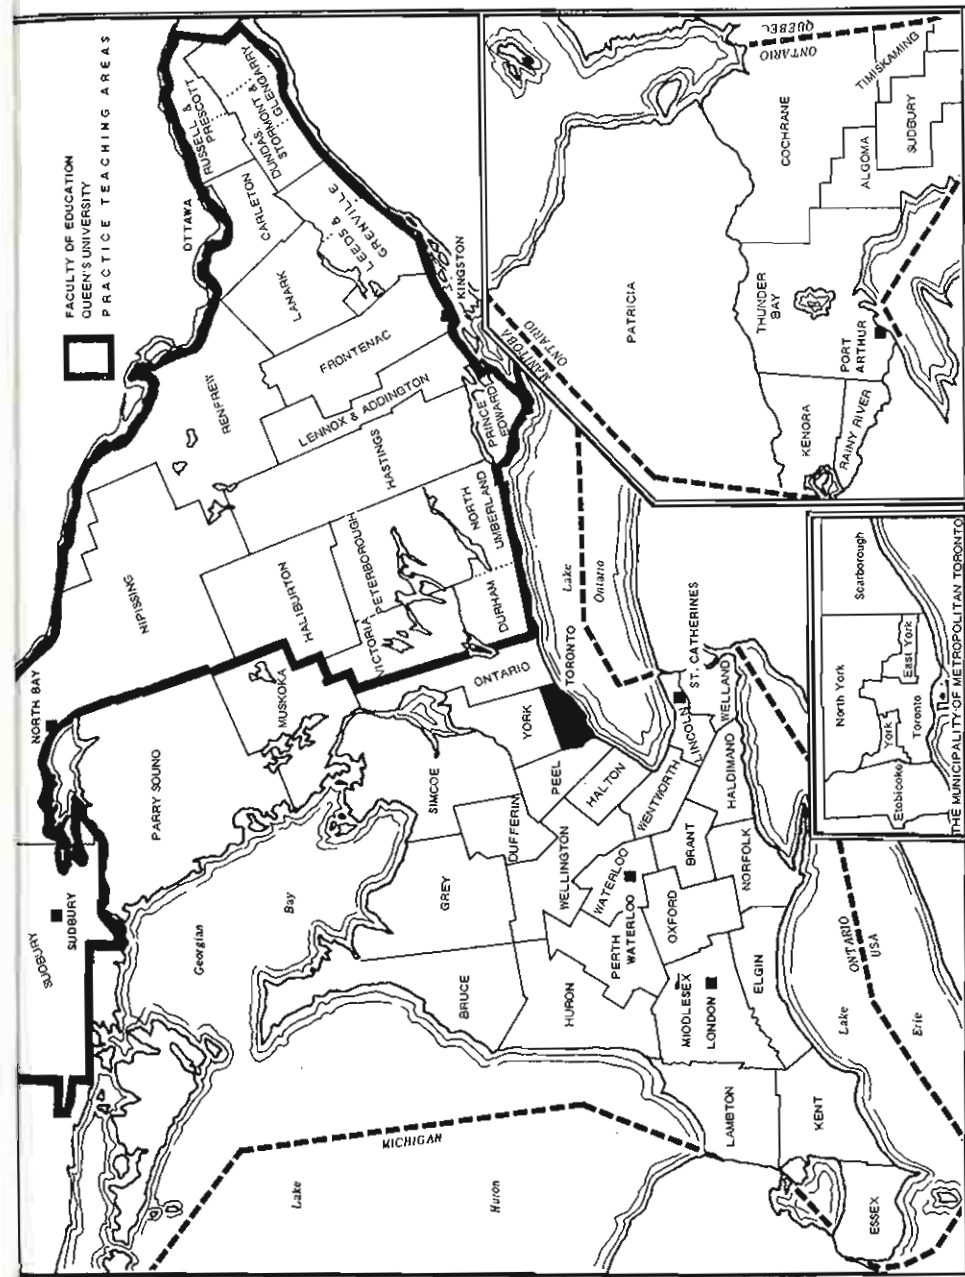 FACULTY OF EDUCATION
QUEEN'S UNIVERSITY
PRACTICE TEACHING AREAS
SUDBURY
SUDBURY
NORTH BAY
NIPISSING
PARRY SOUND
MUSKOKA
HALIBURTON
RENFREW
OTTAWA
RUSSELL &
PRESCOTT
DUNDAS,
STORMONT &
GLENGARRY
CARLETON
LANARK
LEEDS &
GRENVILLE
FRONTENAC
LENNOX & ADDINGTON
HASTINGS
KINGSTON
PRINCE
EDWARD
PETERBOROUGH
VICTORIA
NORTH
UMBERLAND
DURHAM
ONTARIO
YORK
TORONTO
Lake
Ontario
Georgian
Bay
SIMCOE
GREY
BRUCE
DUFFERIN
PEEL
HALTON
WELLINGTON
WATERLOO
WATERLOO
WENTWORTH
LINCOLN
ST. CATHERINES
WELLAND
HALDIMAND
BRANT
NORFOLK
OXFORD
PERTH
HURON
MIDDLESEX
LONDON
ELGIN
LAMBTON
KENT
ESSEX
MICHIGAN
Lake
Huron
ONTARIO
USA
Lake
Erie
MANITOBA
ONTARIO
PATRICIA
QUEBEC
ONTARIO
COCHRANE
TIMISKAMING
SUDBURY
ALGOMA
THUNDER
BAY
PORT
ARTHUR
KENORA
RAINY RIVER
Scarborough
North York
East York
York
Toronto
Etobicoke
THE MUNICIPALITY OF METROPOLITAN TORONTO